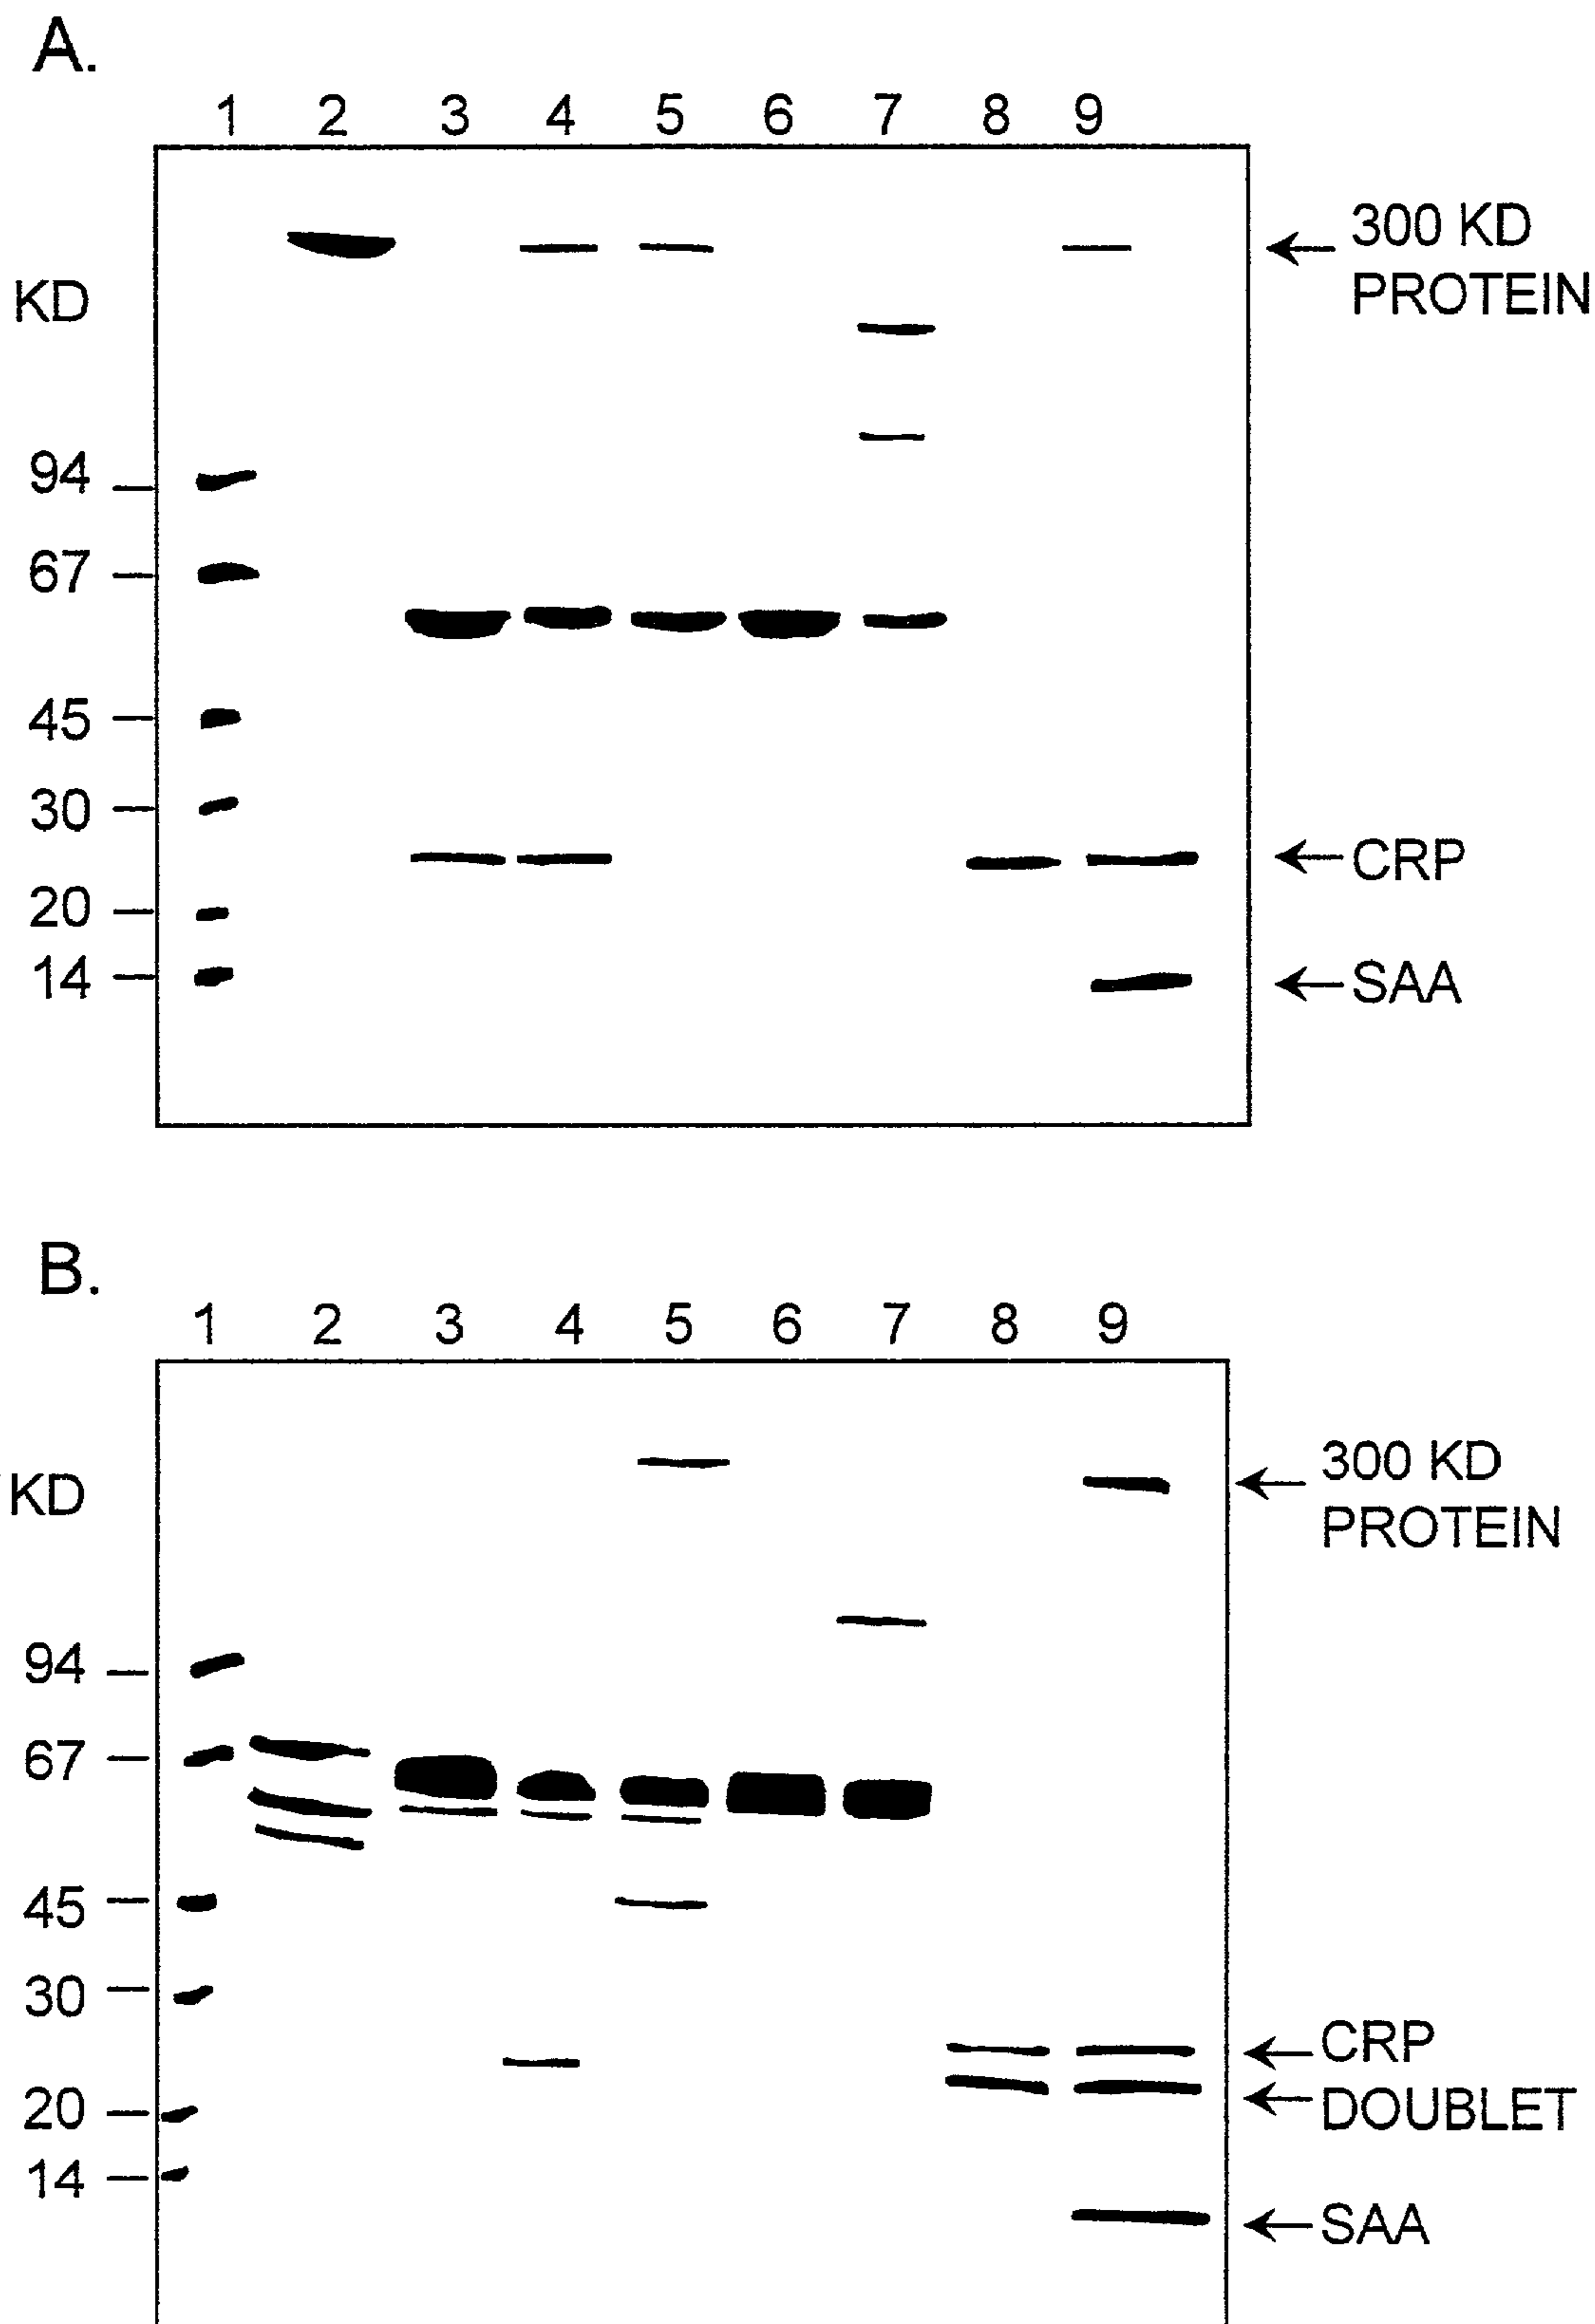 A.
1 2 3 4 5 6 7 8 9
300 KD
PROTEIN
KD
94
67
45
30
CRP
20
14
SAA
B.
1 2 3 4 5 6 7 8 9
300 KD
PROTEIN
KD
94
67
45
30
CRP
20
DOUBLET
14
SAA